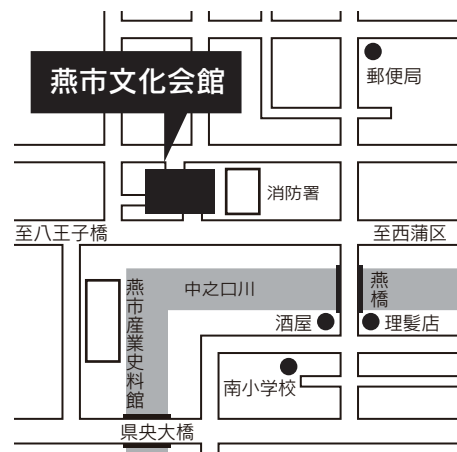 燕市文化会館
郵便局
消防署
至八王子橋
至西蒲区
燕市産業史料館
中之口川
燕橋
酒屋
理髪店
南小学校
県央大橋